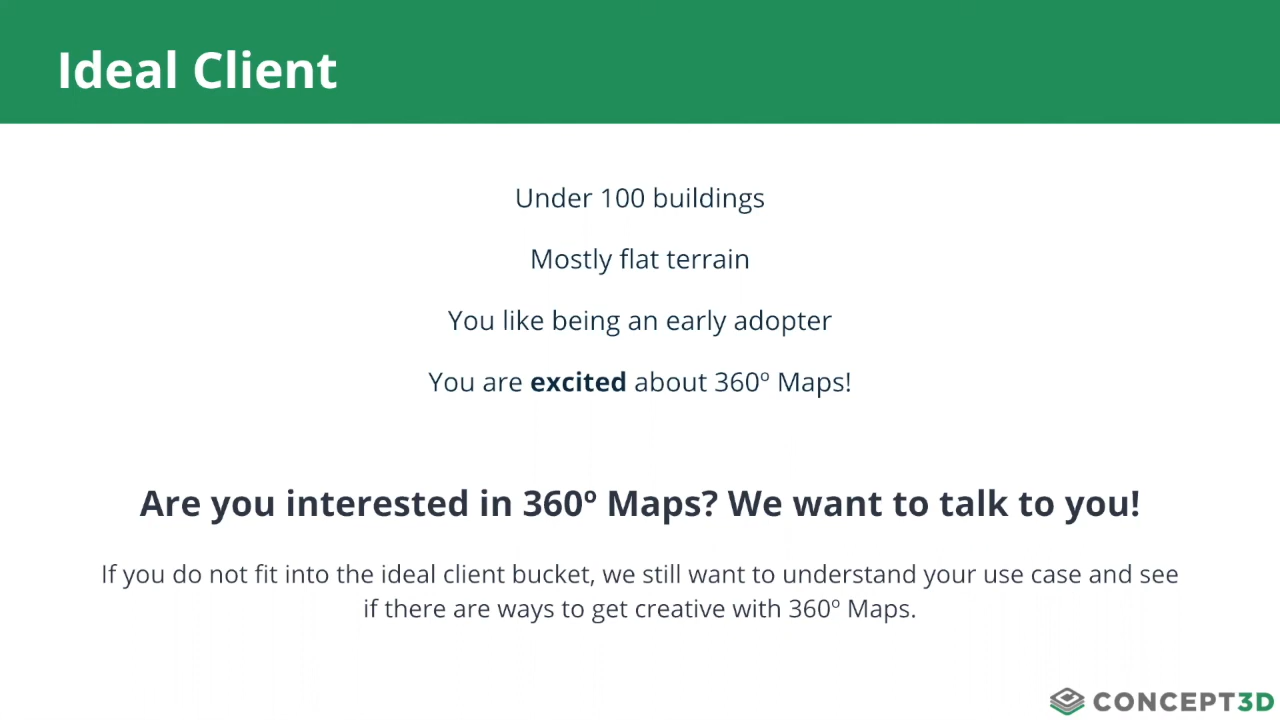 Ideal Client
Under 100 buildings
Mostly flat terrain
You like being an early adopter
You are excited about 360º Maps!
Are you interested in 360º Maps? We want to talk to you!
If you do not fit into the ideal client bucket, we still want to understand your use case and see
if there are ways to get creative with 360º Maps.
CONCEPT3D